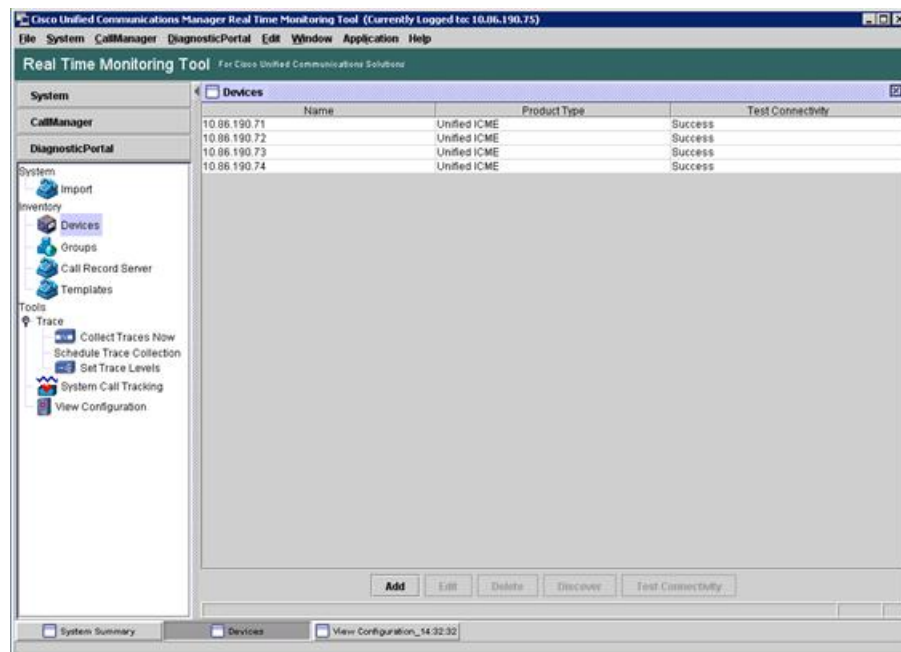 Cisco Unified Communications Manager Real Time Monitoring Tool (Currently Logged to: 10.86.190.75)
File System CallManager DiagnosticPortal Edit Window Application Help
Real Time Monitoring Tool For Cisco Unified Communications Solutions
System
CallManager
DiagnosticPortal
System
Import
Inventory
Devices
Groups
Call Record Server
Templates
Tools
Trace
Collect Traces Now
Schedule Trace Collection
Set Trace Levels
System Call Tracking
View Configuration
Devices
Name Product Type Test Connectivity
10.86.190.71 Unified ICME Success
10.86.190.72 Unified ICME Success
10.86.190.73 Unified ICME Success
10.86.190.74 Unified ICME Success
Add Edit Delete Discover Test Connectivity
System Summary Devices View Configuration_14:32:32